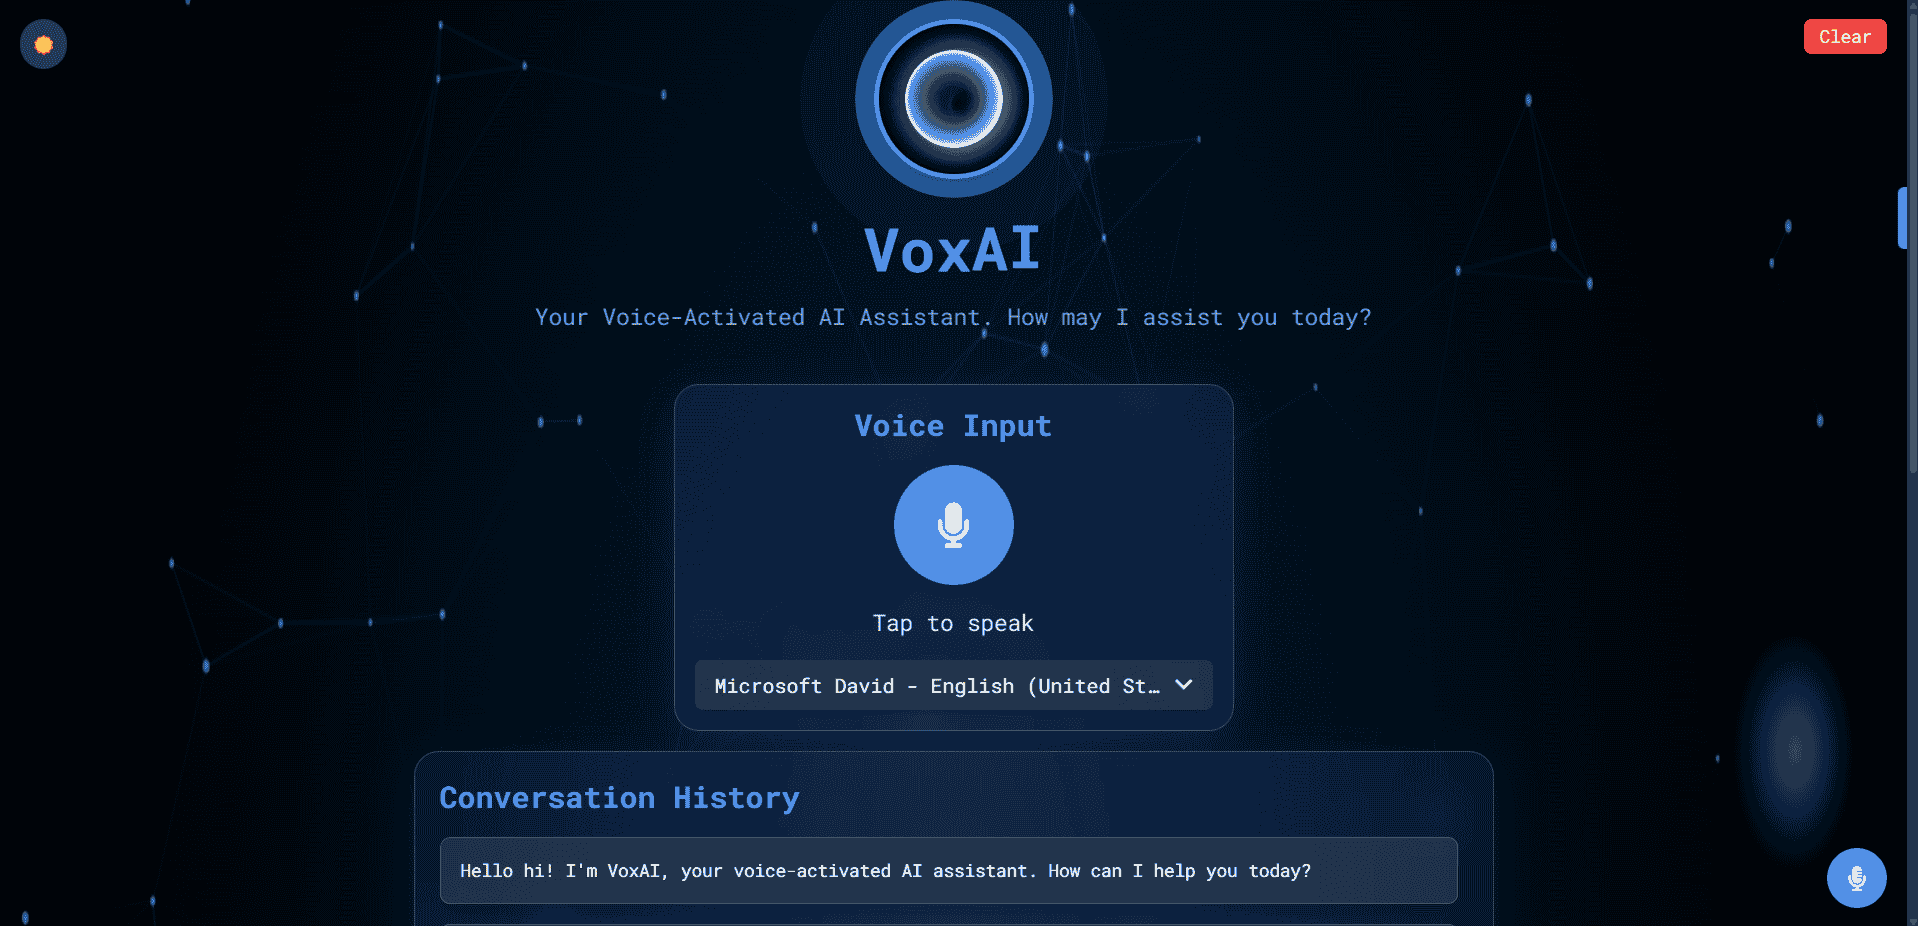 Clear
VoxAI
Your Voice-Activated AI Assistant. How may I assist you today?
Voice Input
Tap to speak
Microsoft David - English (United St…
Conversation History
Hello hi! I'm VoxAI, your voice-activated AI assistant. How can I help you today?